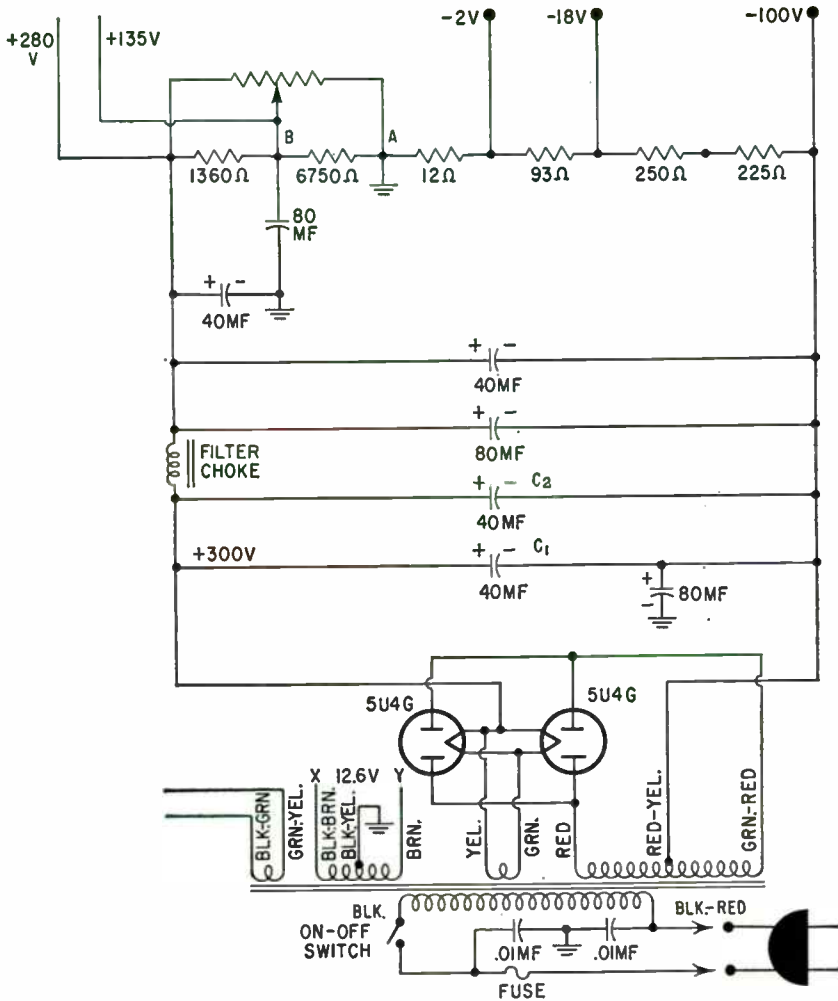 -2V
-18V
-100V
+280
V
+135V
B
A
1360Ω
6750Ω
12Ω
93Ω
250Ω
225Ω
80
MF
+ -
40MF
+ -
40MF
+ -
80MF
FILTER
CHOKE
+ - C2
40MF
+300V
+ - C1
40MF
+
80MF
-
5U4G
5U4G
X 12.6V Y
BLK-GRN
GRN-YEL.
BLK-BRN.
BLK-YEL.
BRN.
YEL.
GRN.
RED
RED-YEL.
GRN-RED
BLK.
BLK-RED
ON-OFF
SWITCH
.01MF
.01MF
FUSE